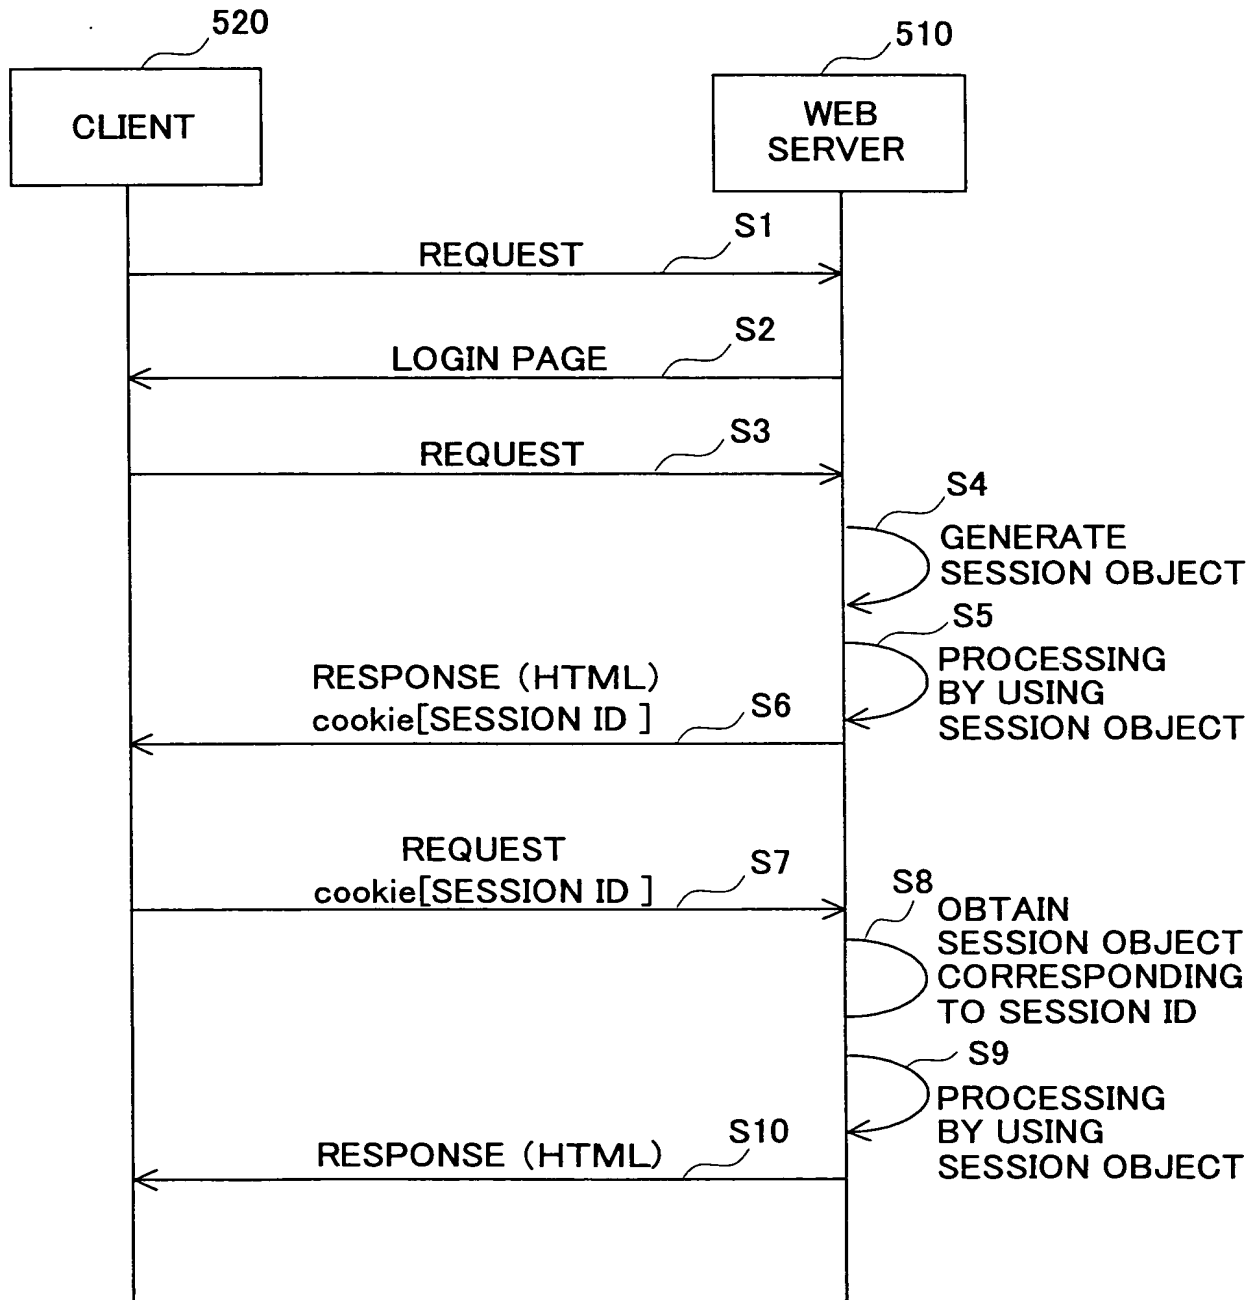 520
510
CLIENT
WEB
SERVER
S1
REQUEST
S2
LOGIN PAGE
S3
REQUEST
S4
GENERATE
SESSION OBJECT
S5
PROCESSING
BY USING
SESSION OBJECT
RESPONSE (HTML)
cookie[SESSION ID ]
S6
REQUEST
cookie[SESSION ID ]
S7
S8
OBTAIN
SESSION OBJECT
CORRESPONDING
TO SESSION ID
S9
PROCESSING
BY USING
SESSION OBJECT
S10
RESPONSE (HTML)